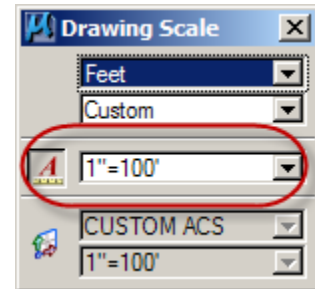 Drawing Scale
Feet
Custom
A 1"=100'
CUSTOM ACS
1"=100'